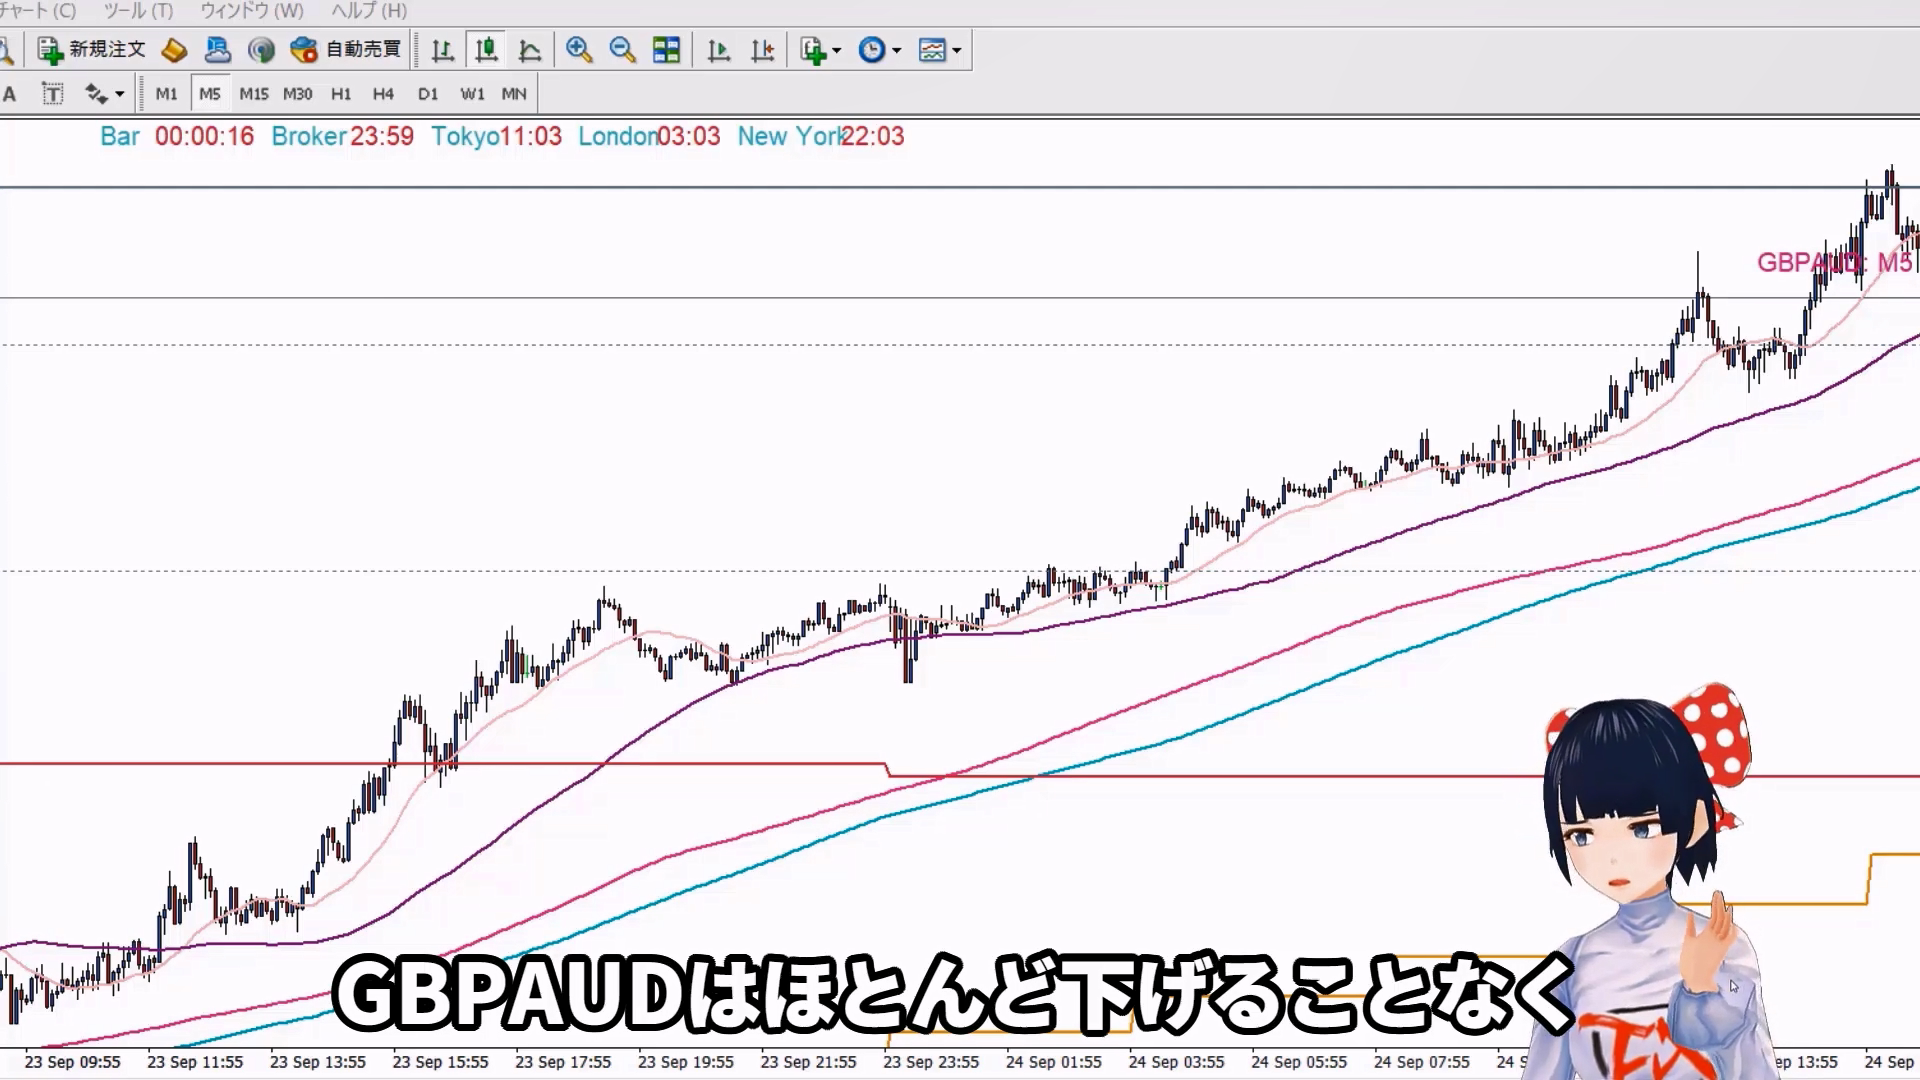 チャート (C) ツール (T) ウィンドウ (W) ヘルプ (H)
新規注文 自動売買
A T M1 M5 M15 M30 H1 H4 D1 W1 MN
Bar 00:00:16 Broker 23:59 Tokyo 11:03 London 03:03 New York 22:03
GBPAUD: M5
GBPAUDはほとんど下げることなく
23 Sep 09:55 23 Sep 11:55 23 Sep 13:55 23 Sep 15:55 23 Sep 17:55 23 Sep 19:55 23 Sep 21:55 23 Sep 23:55 24 Sep 01:55 24 Sep 03:55 24 Sep 05:55 24 Sep 07:55 24 S ep 13:55 24 Sep